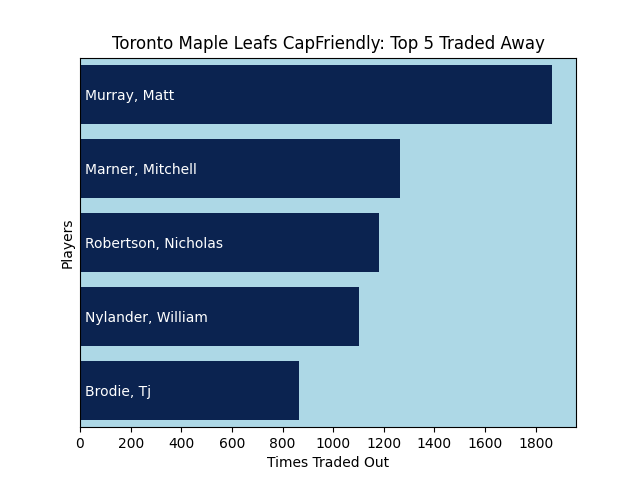 Toronto Maple Leafs CapFriendly: Top 5 Traded Away
Players
Murray, Matt
Marner, Mitchell
Robertson, Nicholas
Nylander, William
Brodie, Tj
0 200 400 600 800 1000 1200 1400 1600 1800
Times Traded Out